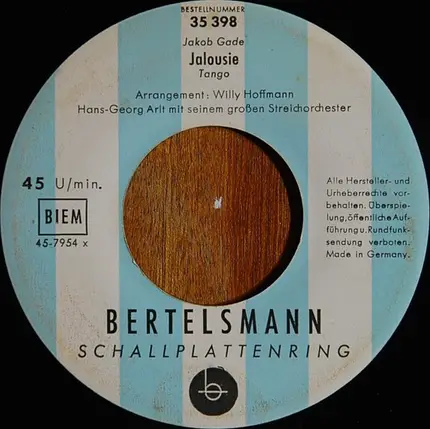 BESTELLNUMMER
35 398
Jakob Gade
Jalousie
Tango
Arrangement: Willy Hoffmann
Hans-Georg Arlt mit seinem großen Streichorchester
45 U/min.
BIEM
45-7954 x
Alle Hersteller- und
Urheberrechte vor-
behalten. Überspie-
lung, öffentliche Auf-
führung u. Rundfunk-
sendung verboten.
Made in Germany.
BERTELSMANN
SCHALLPLATTENRING
b